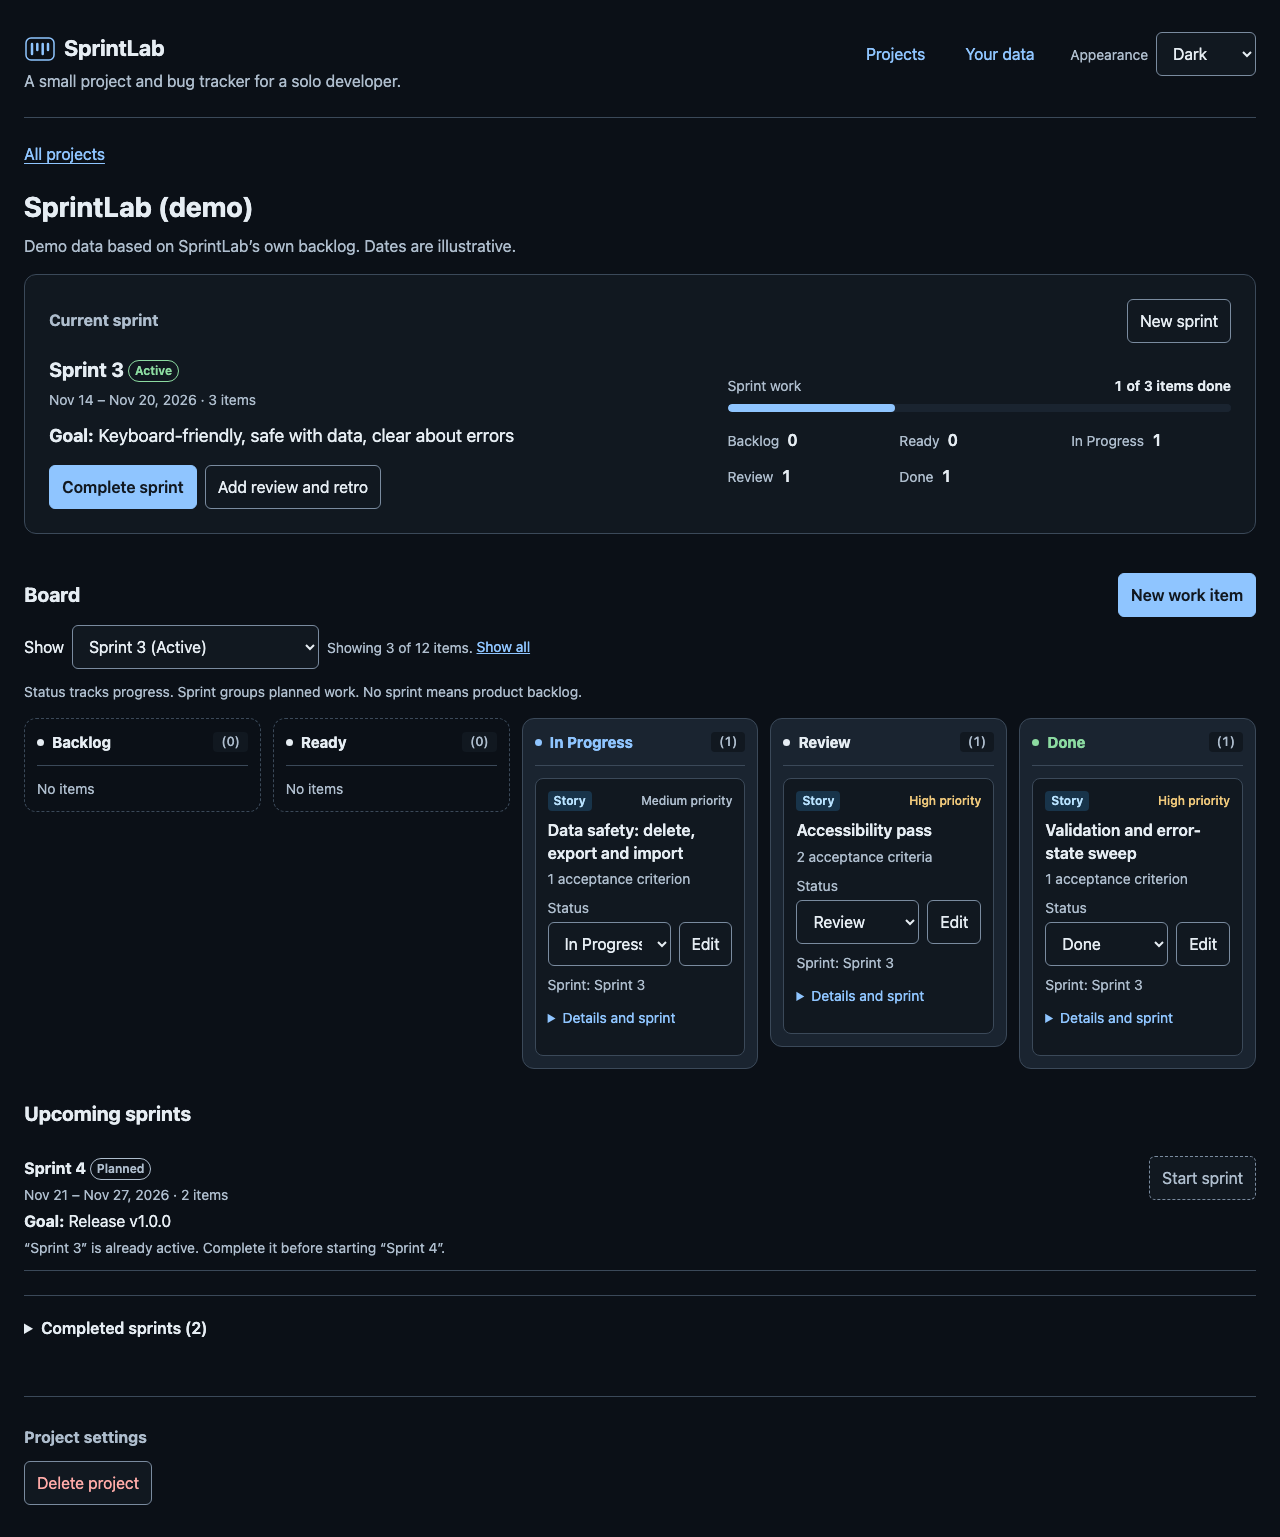 SprintLab
A small project and bug tracker for a solo developer.
Projects
Your data
Appearance
Dark
All projects
SprintLab (demo)
Demo data based on SprintLab’s own backlog. Dates are illustrative.
Current sprint
New sprint
Sprint 3 Active
Nov 14 – Nov 20, 2026 · 3 items
Goal: Keyboard-friendly, safe with data, clear about errors
Complete sprint
Add review and retro
Sprint work
1 of 3 items done
Backlog 0
Ready 0
In Progress 1
Review 1
Done 1
Board
New work item
Show
Sprint 3 (Active)
Showing 3 of 12 items. Show all
Status tracks progress. Sprint groups planned work. No sprint means product backlog.
Backlog (0)
No items
Ready (0)
No items
In Progress (1)
Story
Medium priority
Data safety: delete,
export and import
1 acceptance criterion
Status
In Progress
Edit
Sprint: Sprint 3
Details and sprint
Review (1)
Story
High priority
Accessibility pass
2 acceptance criteria
Status
Review
Edit
Sprint: Sprint 3
Details and sprint
Done (1)
Story
High priority
Validation and error-
state sweep
1 acceptance criterion
Status
Done
Edit
Sprint: Sprint 3
Details and sprint
Upcoming sprints
Sprint 4 Planned
Nov 21 – Nov 27, 2026 · 2 items
Goal: Release v1.0.0
“Sprint 3” is already active. Complete it before starting “Sprint 4”.
Start sprint
Completed sprints (2)
Project settings
Delete project